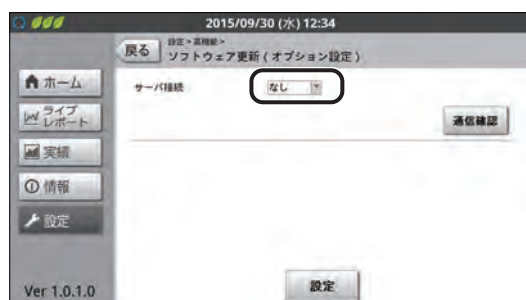 2015/09/30 (水) 12:34
戻る
設定 > 高機能 >
ソフトウェア更新 ( オプション設定 )
ホーム
ライブ
レポート
実績
情報
設定
サーバ接続
なし
通信確認
設定
Ver 1.0.1.0